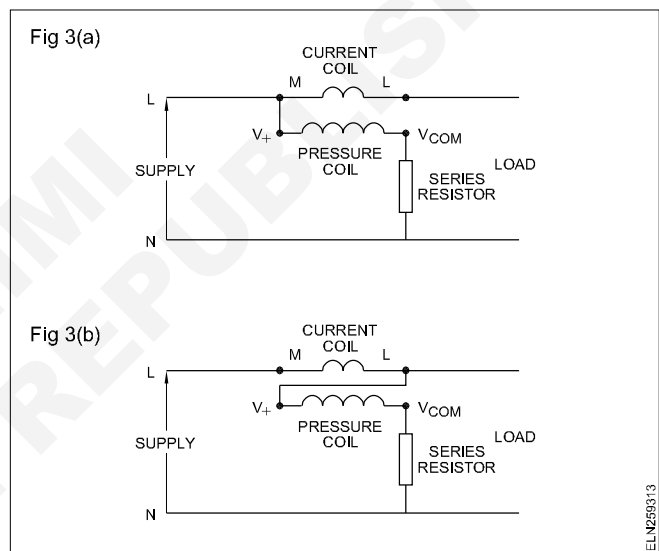 Fig 3(a)
CURRENT
COIL
M L
L
V+ VCOM
PRESSURE
COIL
SUPPLY
LOAD
SERIES
RESISTOR
N
Fig 3(b)
CURRENT
COIL
M L
L
V+ VCOM
PRESSURE
COIL
SUPPLY
LOAD
SERIES
RESISTOR
N
ELN259313